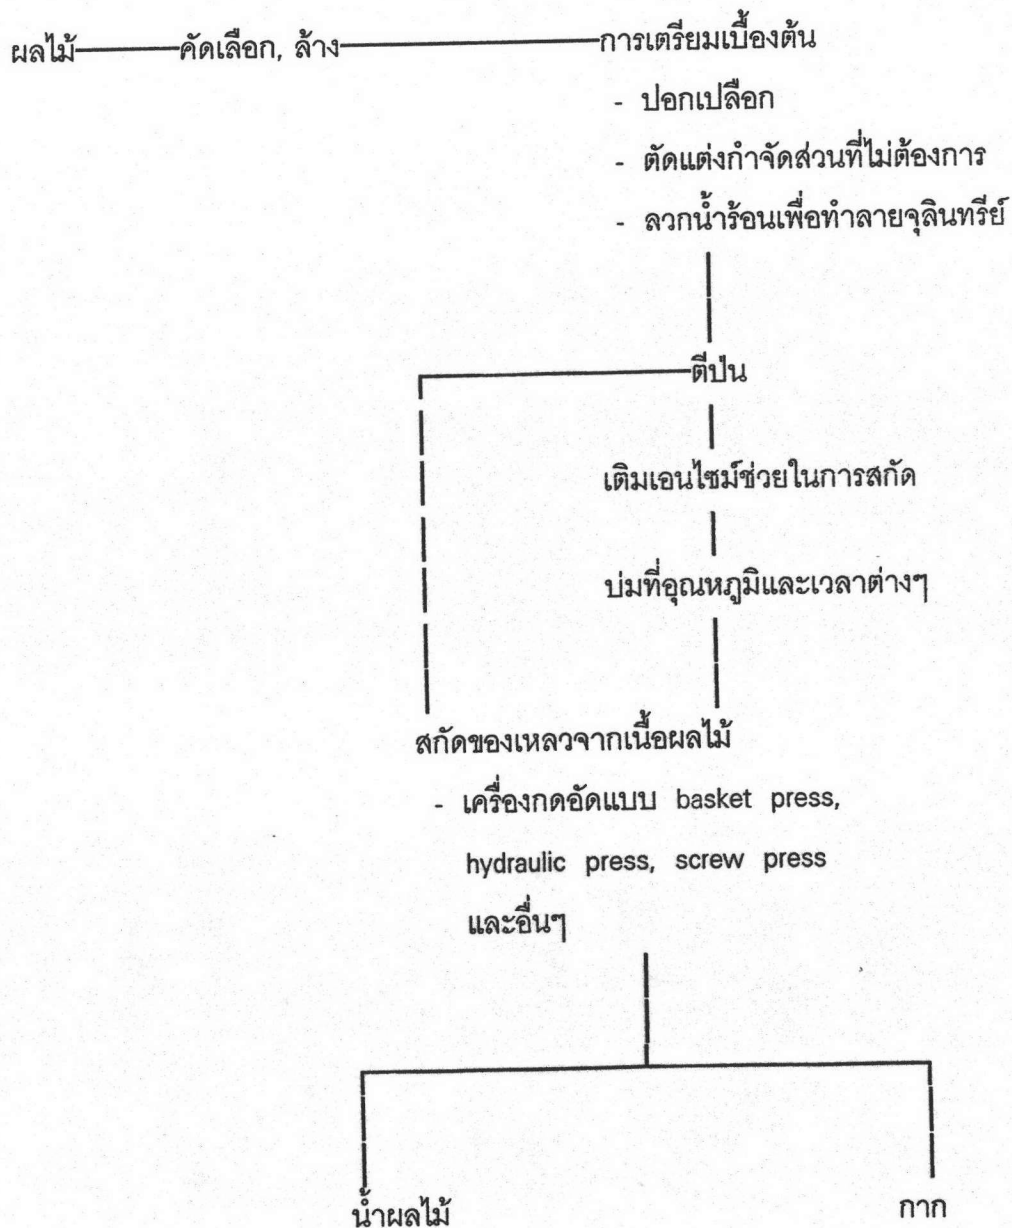 ผลไม้ คัดเลือก, ล้าง การเตรียมเบื้องต้น
- ปอกเปลือก
- ตัดแต่งกำจัดส่วนที่ไม่ต้องการ
- ลวกน้ำร้อนเพื่อทำลายจุลินทรีย์
ตีป่น
เติมเอนไซม์ช่วยในการสกัด
บ่มที่อุณหภูมิและเวลาต่างๆ
สกัดของเหลวจากเนื้อผลไม้
- เครื่องกดอัดแบบ basket press,
hydraulic press, screw press
และอื่นๆ
น้ำผลไม้ กาก